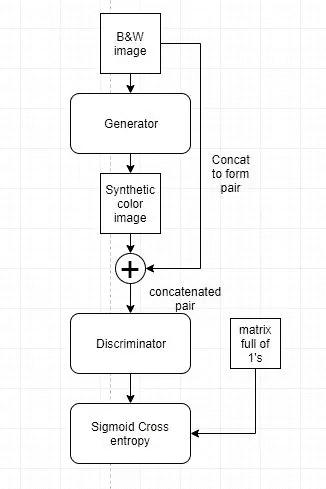 B&W
image
Generator
Concat
to form
pair
Synthetic
color
image
+
concatenated
pair
Discriminator
matrix
full of
1's
Sigmoid Cross
entropy